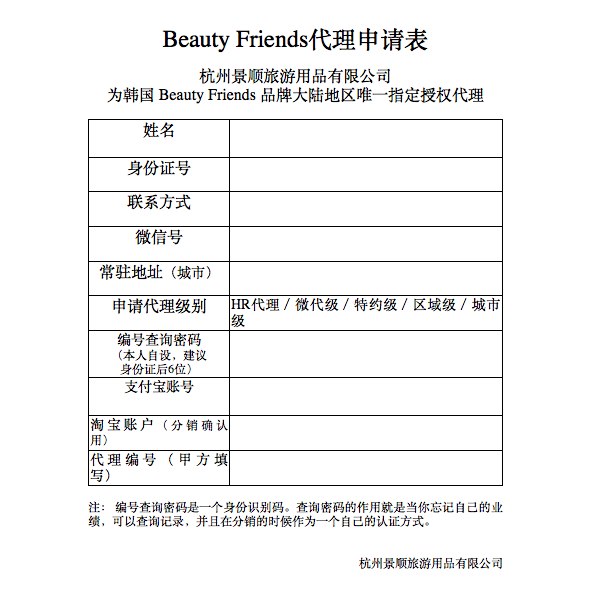 Beauty Friends代理申请表
杭州景顺旅游用品有限公司
为韩国 Beauty Friends 品牌大陆地区唯一指定授权代理
姓名
身份证号
联系方式
微信号
常驻地址（城市）
申请代理级别
HR代理 / 微代级 / 特约级 / 区域级 / 城市
级
编号查询密码
（本人自设，建议
身份证后6位）
支付宝账号
淘宝账户（分销确认
用）
代理编号（甲方填
写）
注： 编号查询密码是一个身份识别码。查询密码的作用就是当你忘记自己的业
绩，可以查询记录，并且在分销的时候作为一个自己的认证方式。
杭州景顺旅游用品有限公司